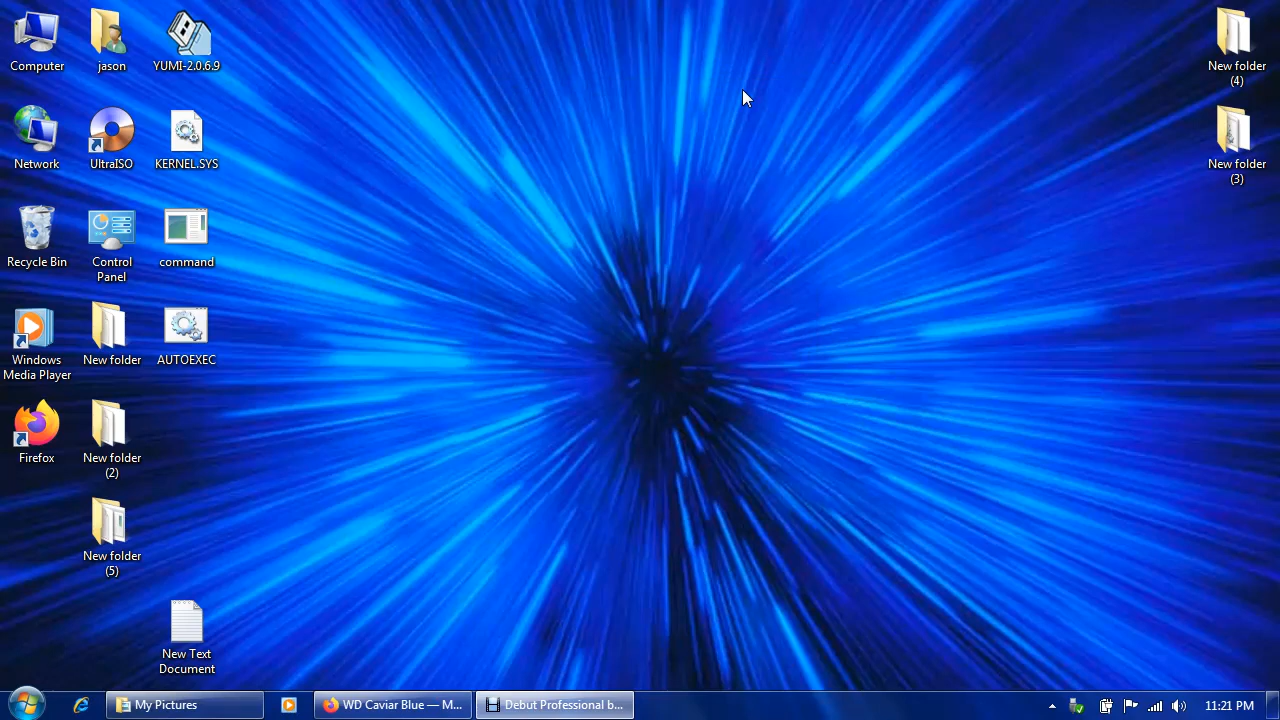 Computer
jason
YUMI-2.0.6.9
New folder
(4)
Network
UltraISO
KERNEL.SYS
New folder
(3)
Recycle Bin
Control
Panel
command
Windows
Media Player
New folder
AUTOEXEC
Firefox
New folder
(2)
New folder
(5)
New Text
Document
My Pictures
WD Caviar Blue — M...
Debut Professional b...
11:21 PM